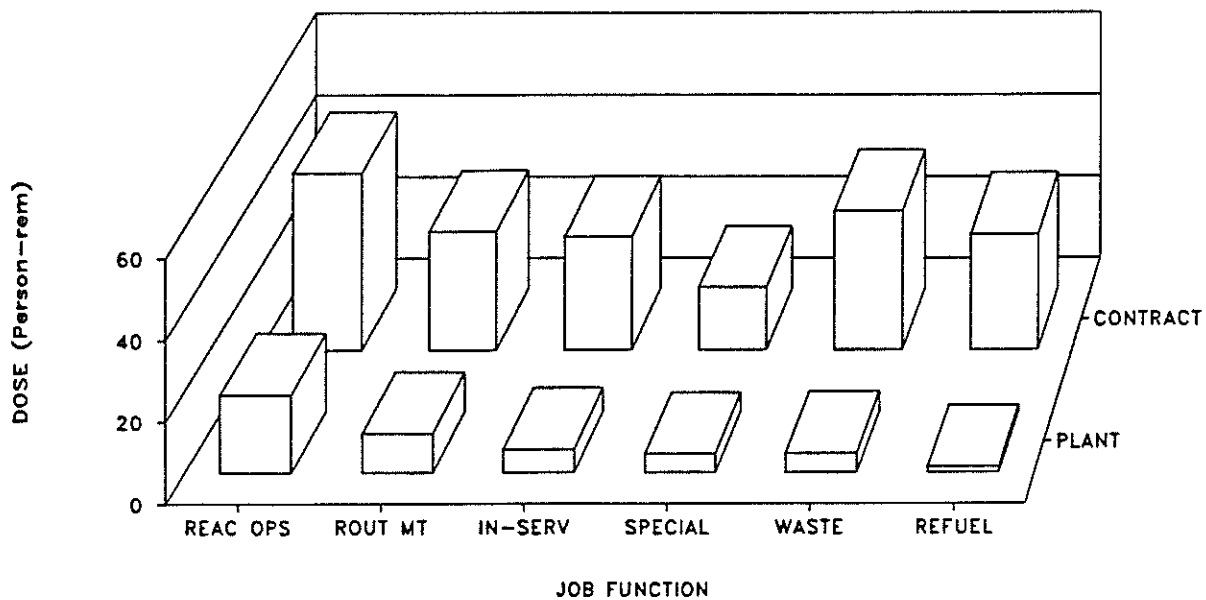 DOSE (Person-rem)
60
40
20
0
CONTRACT
PLANT
REAC OPS ROUT MT IN-SERV SPECIAL WASTE REFUEL
JOB FUNCTION